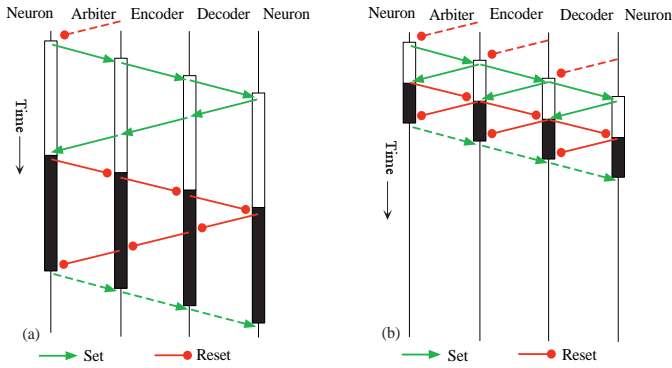 Neuron Arbiter Encoder Decoder Neuron
Time
(a)
Set Reset
Neuron Arbiter Encoder Decoder Neuron
Time
(b)
Set Reset